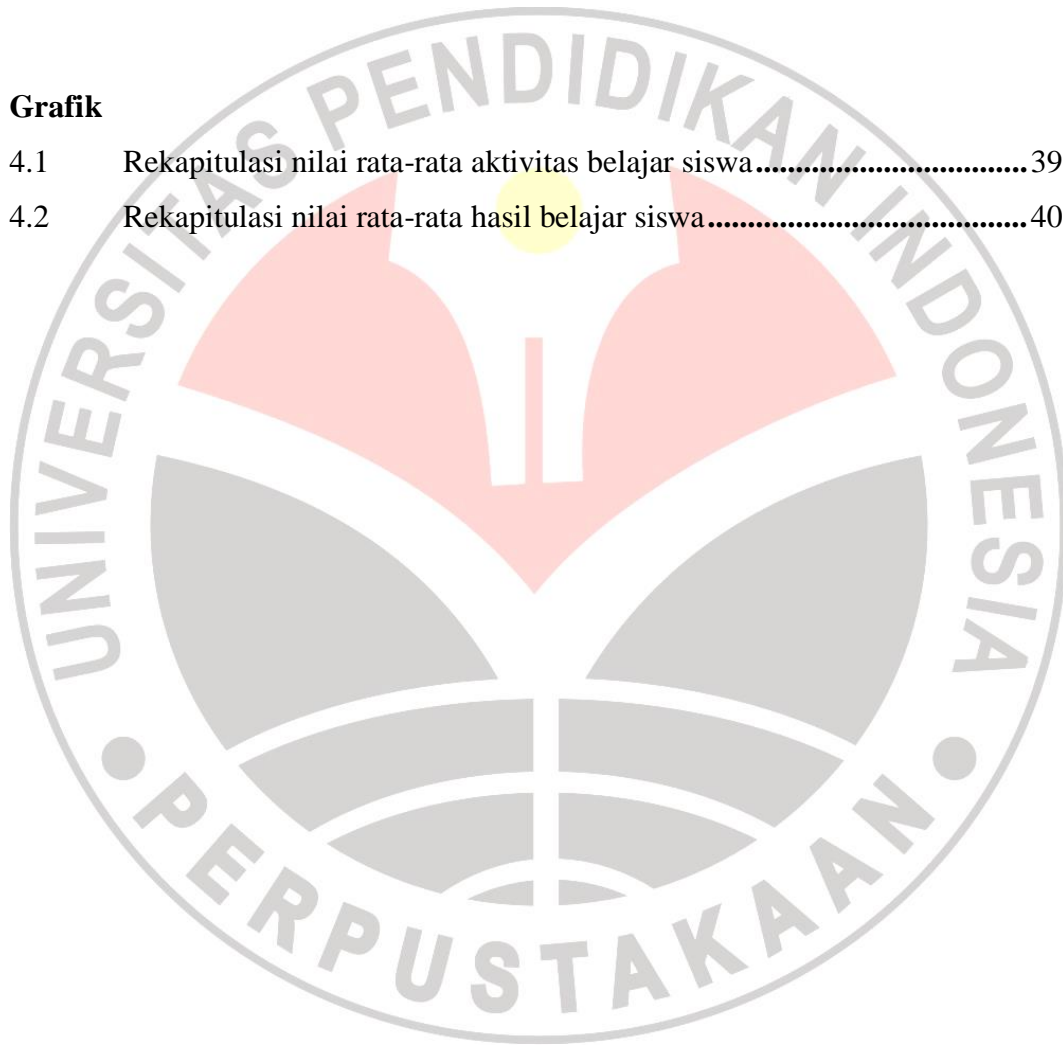 Grafik
4.1 Rekapitulasi nilai rata-rata aktivitas belajar siswa..................................39
4.2 Rekapitulasi nilai rata-rata hasil belajar siswa........................................40
UNIVERSITAS PENDIDIKAN INDONESIA
PERPUSTAKAAN